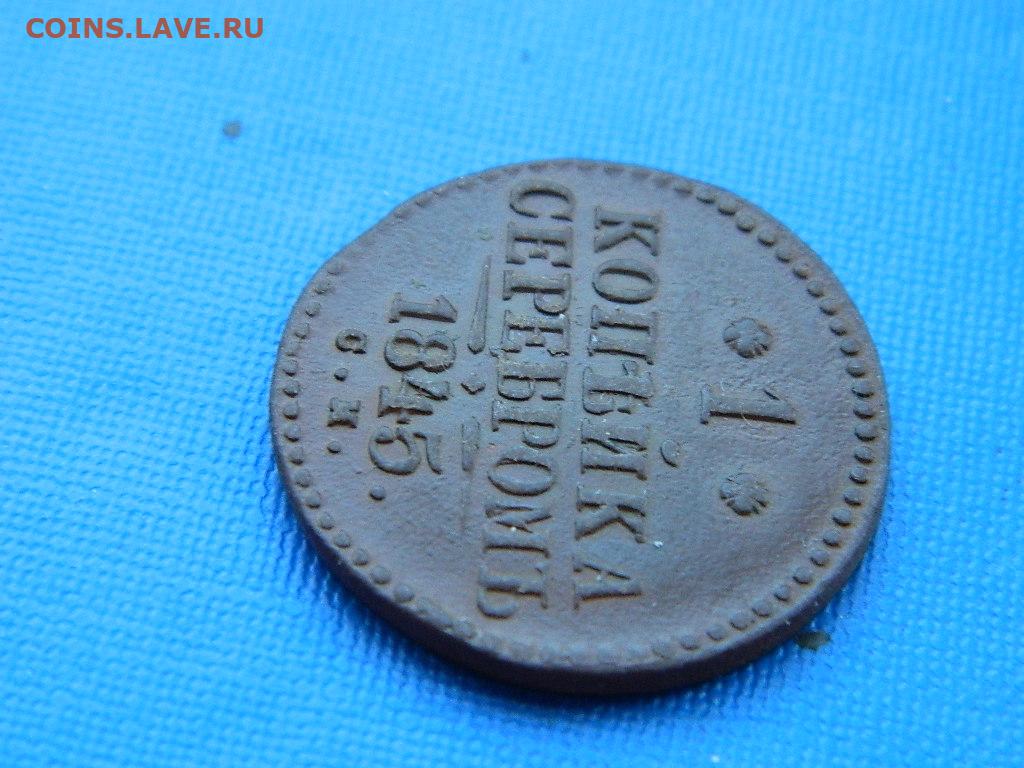 COINS.LAVE.RU
* 1 *
КОПѢЙКА
СЕРЕБРОМЪ
1845.
С. М.